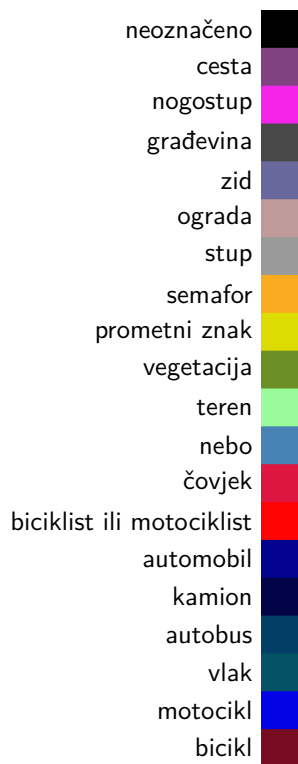 neoznačeno
cesta
nogostup
građevina
zid
ograda
stup
semafor
prometni znak
vegetacija
teren
nebo
čovjek
biciklist ili motociklist
automobil
kamion
autobus
vlak
motocikl
bicikl